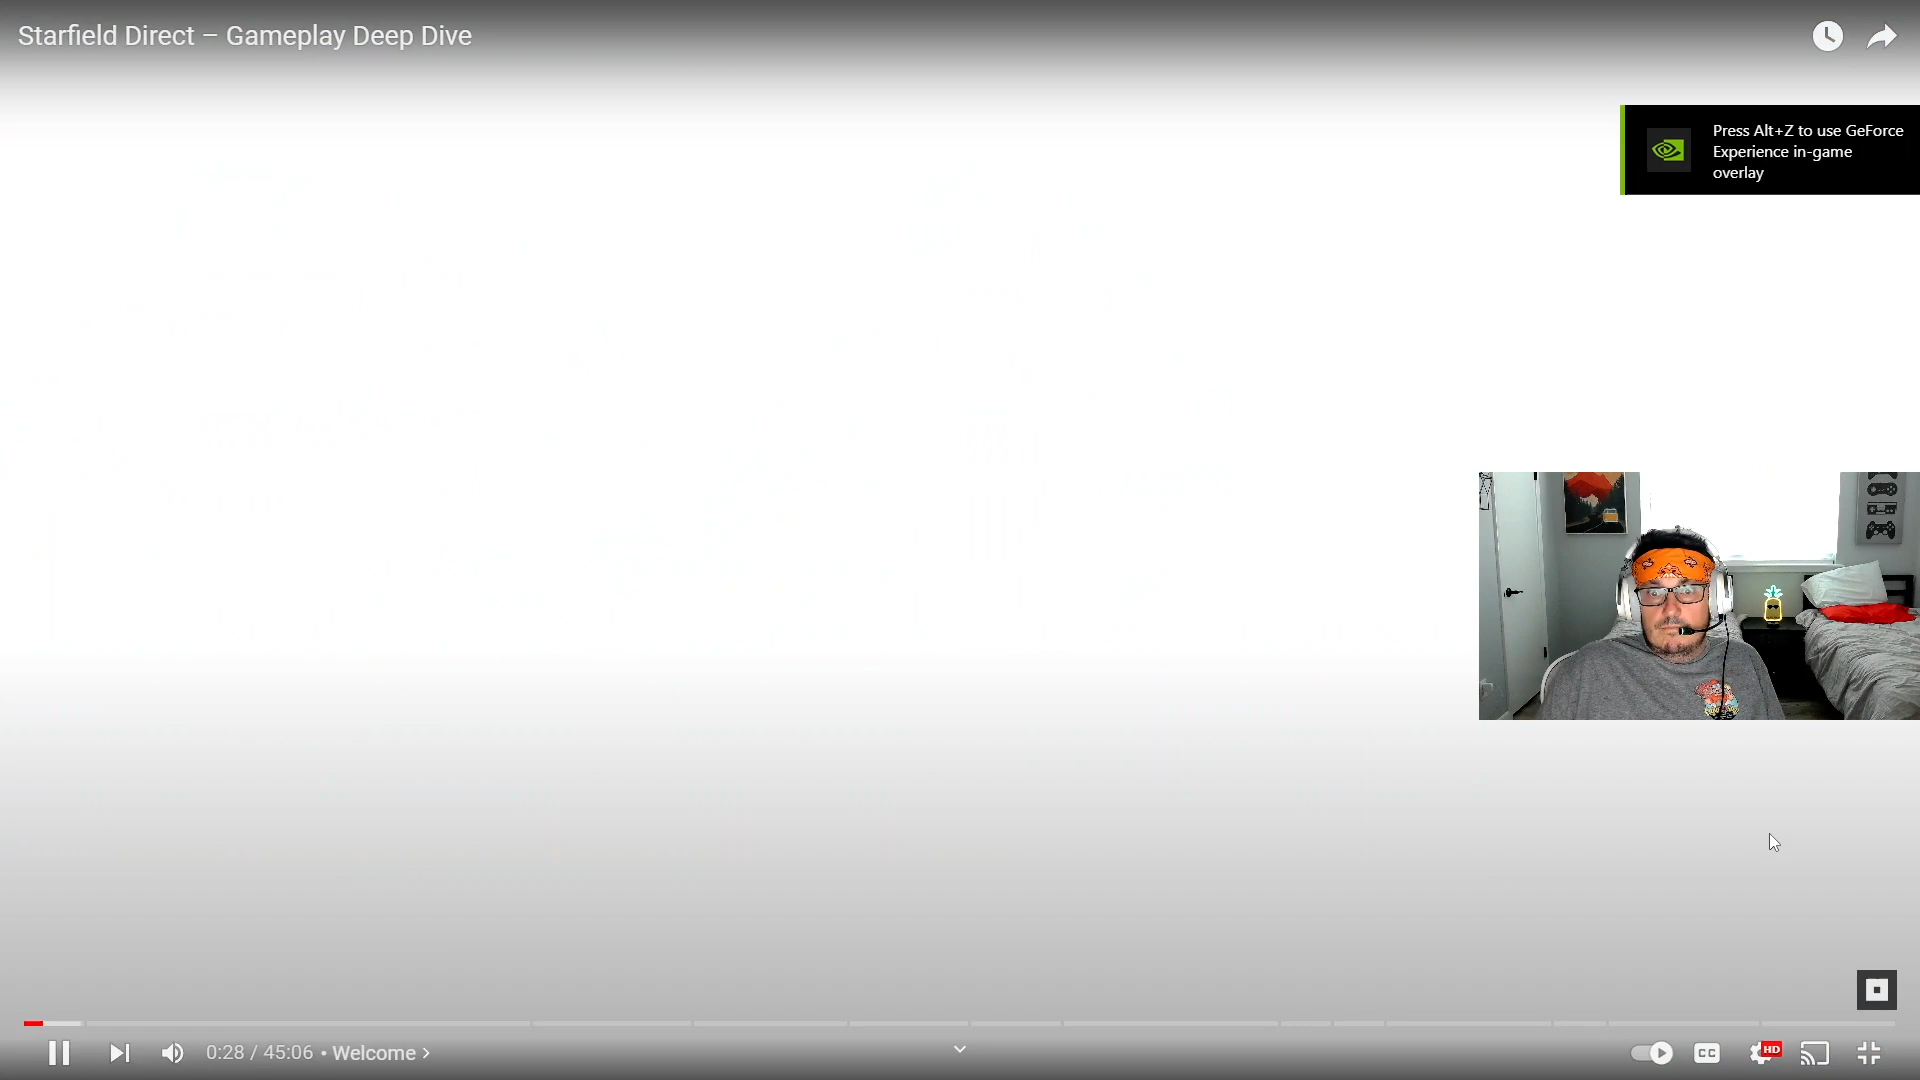 Starfield Direct – Gameplay Deep Dive
Press Alt+Z to use GeForce
Experience in-game
overlay
0:28 / 45:06 • Welcome ›
CC
HD